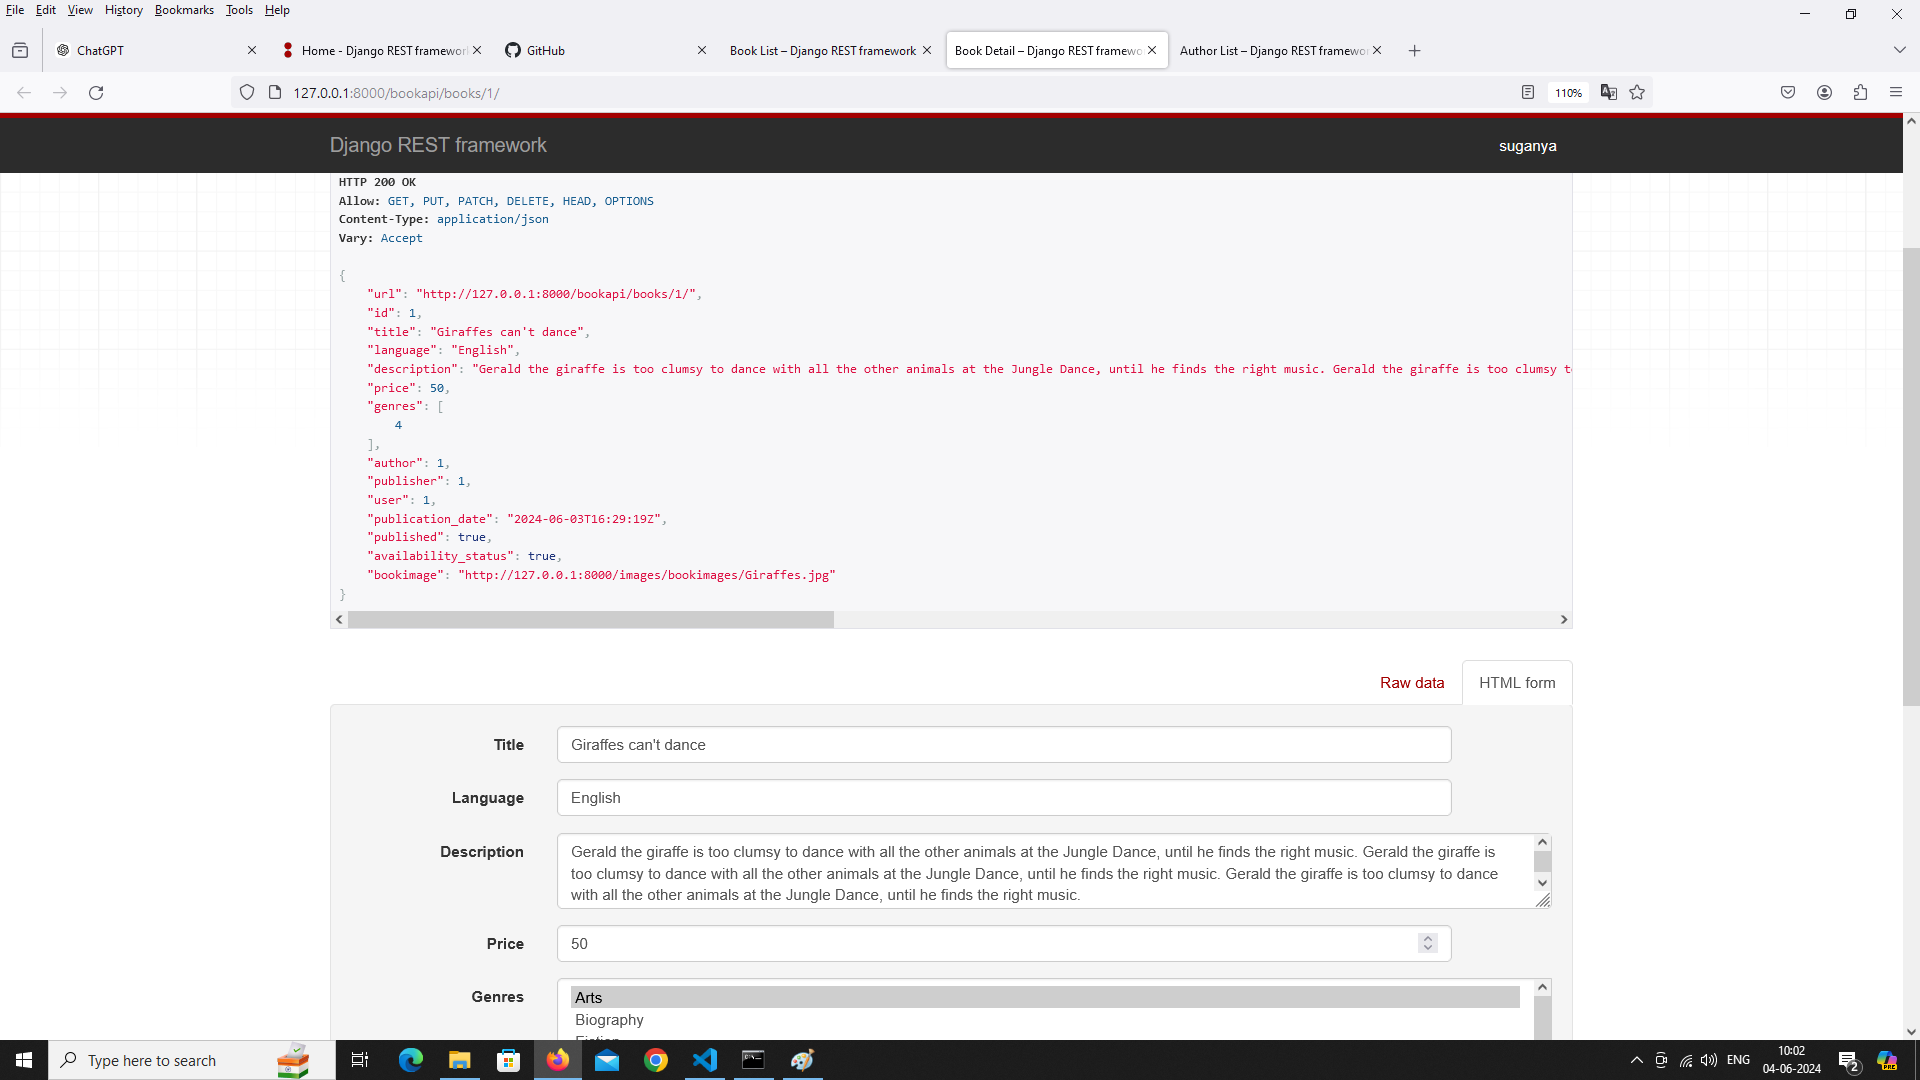 File Edit View History Bookmarks Tools Help
ChatGPT
Home - Django REST framework
GitHub
Book List – Django REST framework
Book Detail – Django REST framewo
Author List – Django REST framewo
127.0.0.1:8000/bookapi/books/1/
110%
Django REST framework
suganya
HTTP 200 OK
Allow: GET, PUT, PATCH, DELETE, HEAD, OPTIONS
Content-Type: application/json
Vary: Accept
{
"url": "http://127.0.0.1:8000/bookapi/books/1/",
"id": 1,
"title": "Giraffes can't dance",
"language": "English",
"description": "Gerald the giraffe is too clumsy to dance with all the other animals at the Jungle Dance, until he finds the right music. Gerald the giraffe is too clumsy t
"price": 50,
"genres": [
4
],
"author": 1,
"publisher": 1,
"user": 1,
"publication_date": "2024-06-03T16:29:19Z",
"published": true,
"availability_status": true,
"bookimage": "http://127.0.0.1:8000/images/bookimages/Giraffes.jpg"
}
Raw data
HTML form
Title
Giraffes can't dance
Language
English
Description
Gerald the giraffe is too clumsy to dance with all the other animals at the Jungle Dance, until he finds the right music. Gerald the giraffe is
too clumsy to dance with all the other animals at the Jungle Dance, until he finds the right music. Gerald the giraffe is too clumsy to dance
with all the other animals at the Jungle Dance, until he finds the right music.
Price
50
Genres
Arts
Biography
Fiction
Type here to search
ENG
10:02
04-06-2024
2
PRE